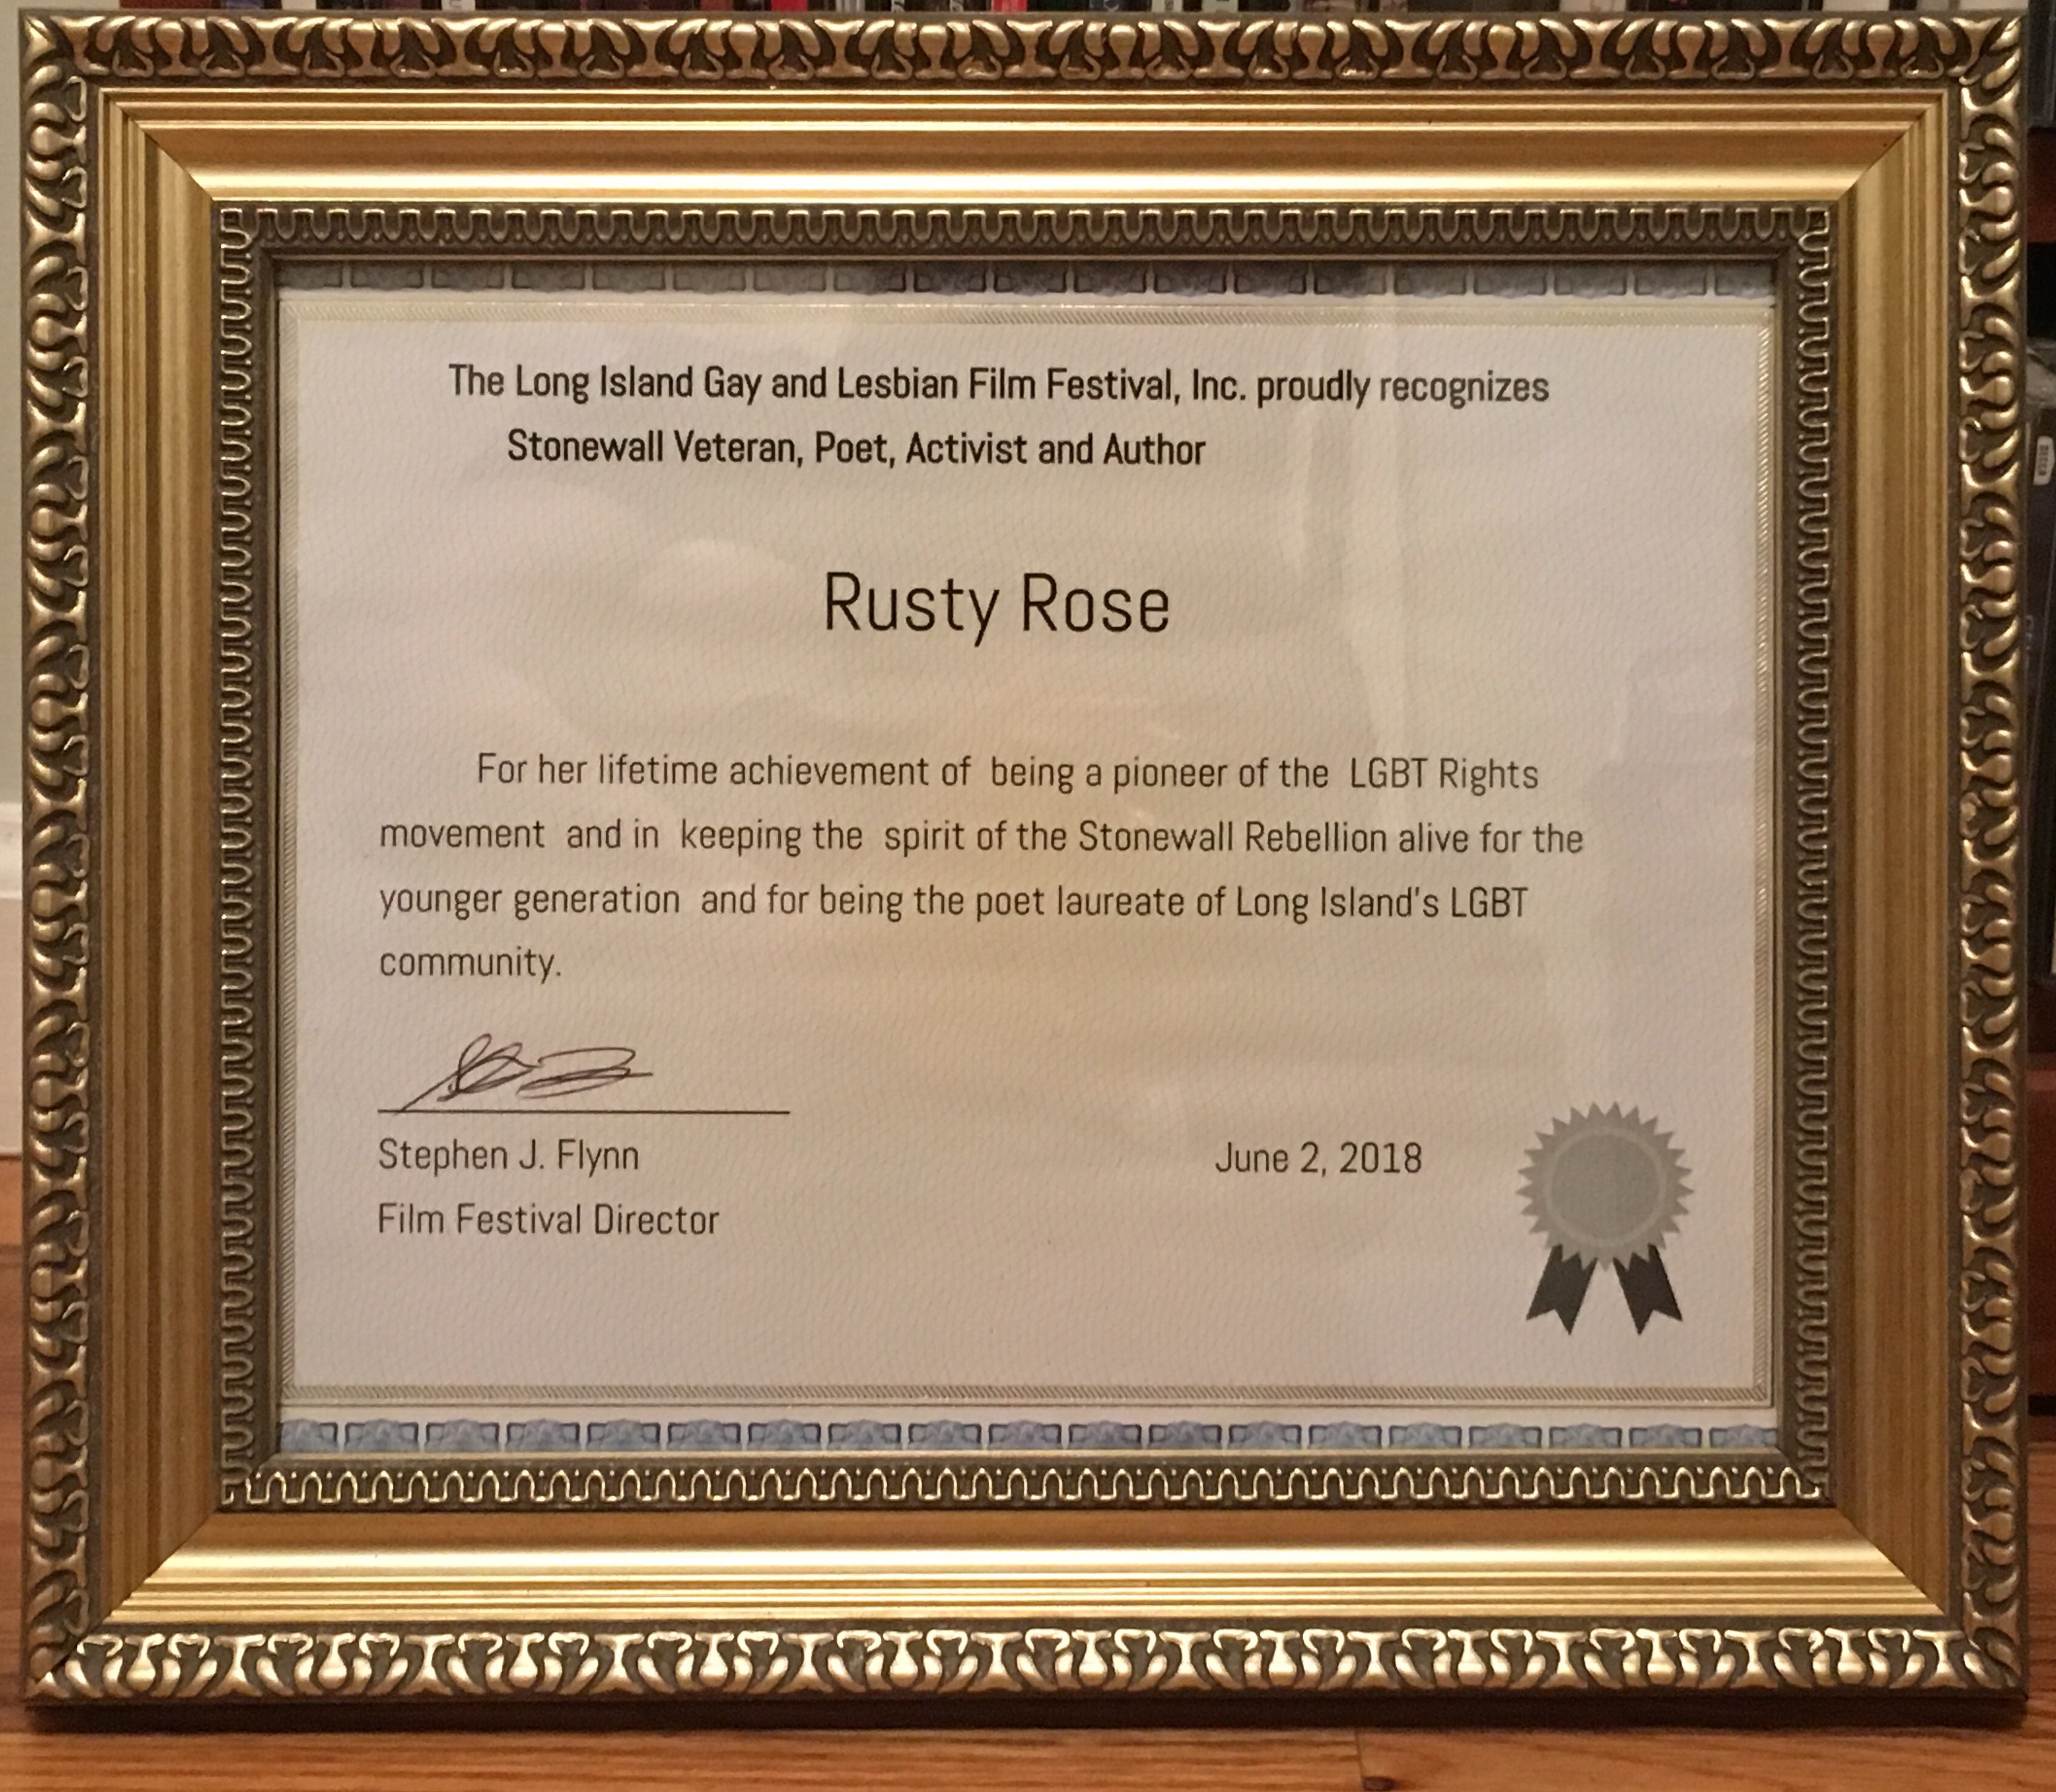 The Long Island Gay and Lesbian Film Festival, Inc. proudly recognizes
Stonewall Veteran, Poet, Activist and Author
Rusty Rose
For her lifetime achievement of being a pioneer of the LGBT Rights
movement and in keeping the spirit of the Stonewall Rebellion alive for the
younger generation and for being the poet laureate of Long Island's LGBT
community.
Stephen J. Flynn
June 2, 2018
Film Festival Director